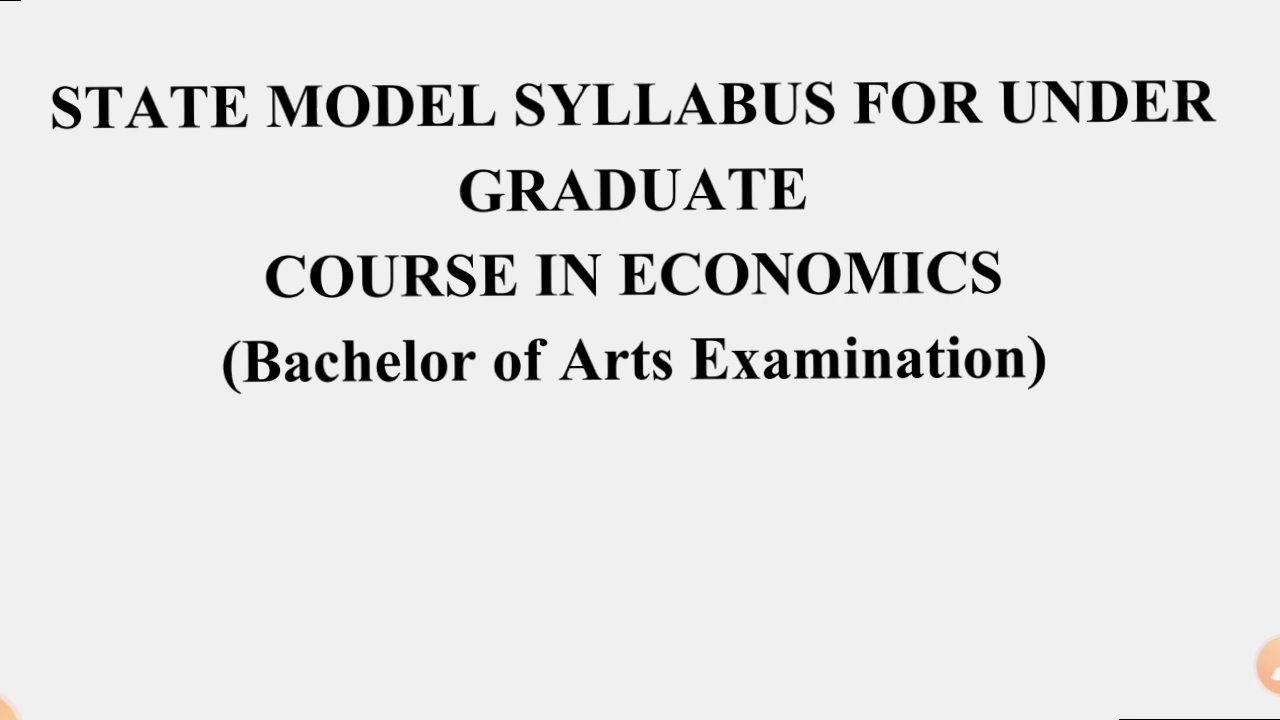 STATE MODEL SYLLABUS FOR UNDER
GRADUATE
COURSE IN ECONOMICS
(Bachelor of Arts Examination)